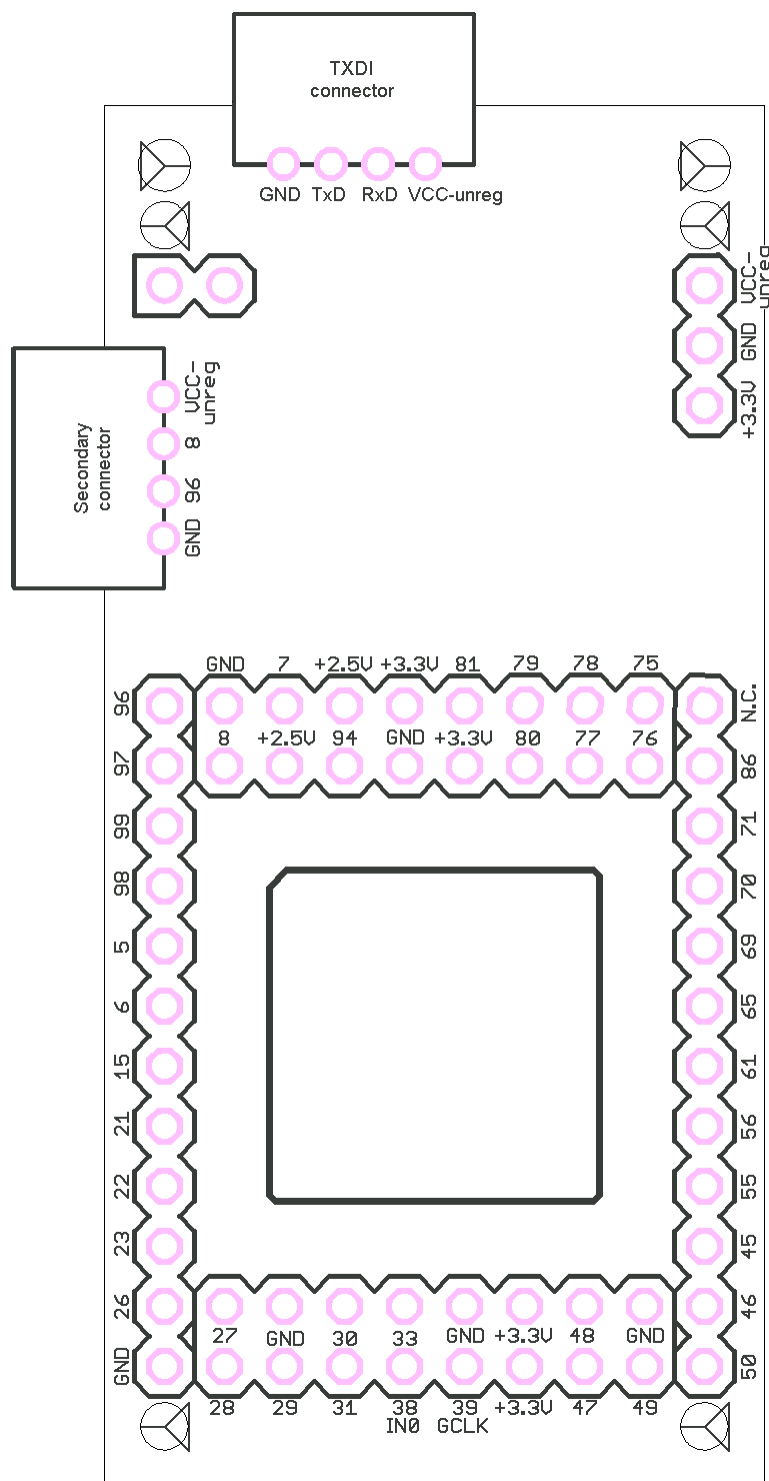 TXDI
connector
GND TxD RxD VCC-unreg
VCC-
unreg
GND
+3.3V
VCC-
unreg
8
96
GND
Secondary
connector
GND 7 +2.5V +3.3V 81 79 78 75
8 +2.5V 94 GND +3.3V 80 77 76
96
97
99
98
5
6
15
21
22
23
26
GND
N.C.
86
71
70
69
65
61
56
55
45
46
50
27 GND 30 33 GND +3.3V 48 GND
28 29 31 38 39 +3.3V 47 49
IN0 GCLK